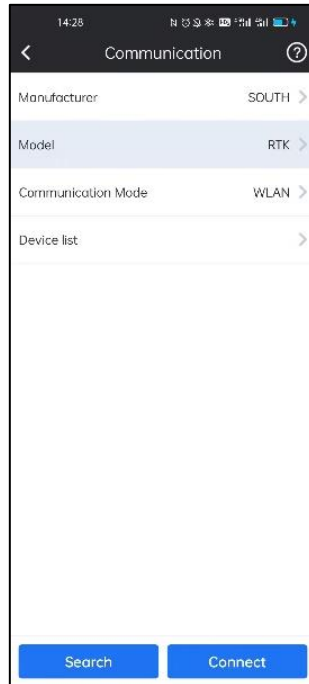 14:28
Communication
Manufacturer SOUTH
Model RTK
Communication Mode WLAN
Device list
Search Connect